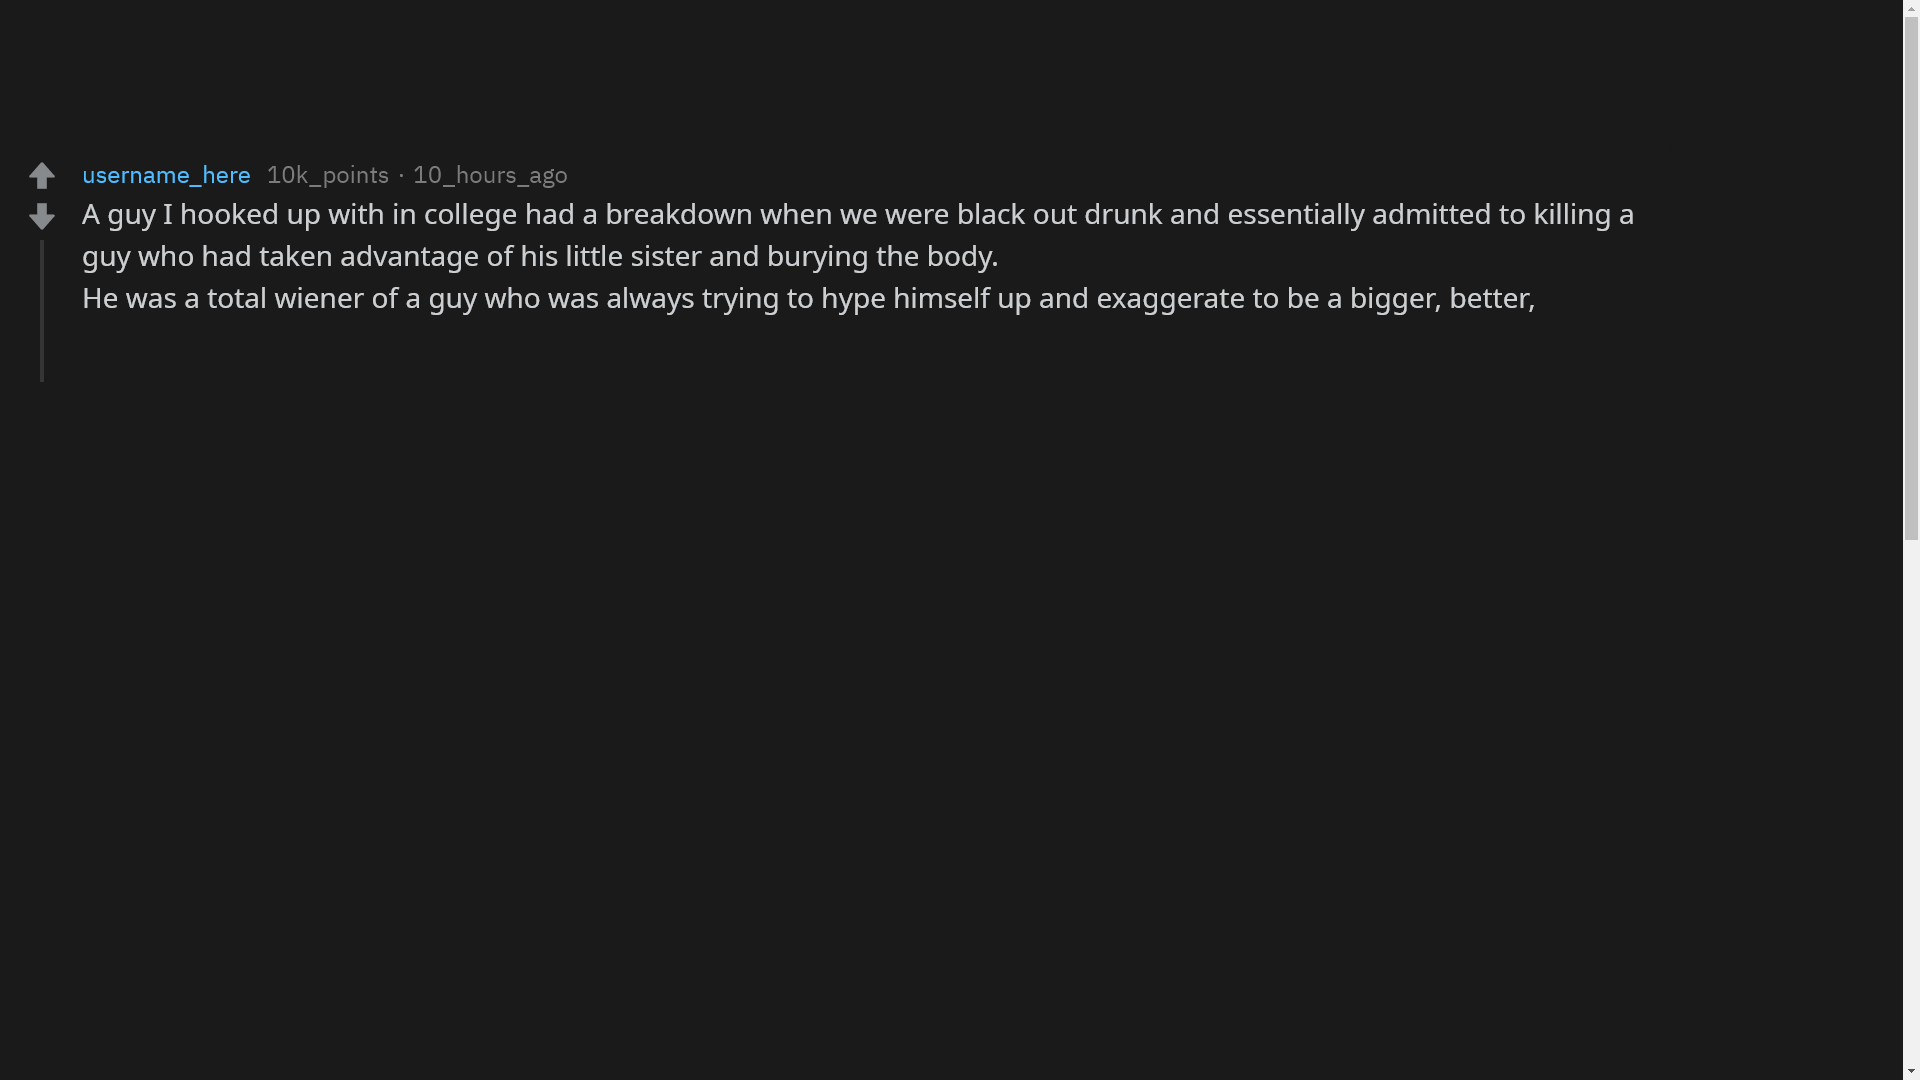 username_here 10k_points · 10_hours_ago
A guy I hooked up with in college had a breakdown when we were black out drunk and essentially admitted to killing a
guy who had taken advantage of his little sister and burying the body.
He was a total wiener of a guy who was always trying to hype himself up and exaggerate to be a bigger, better,